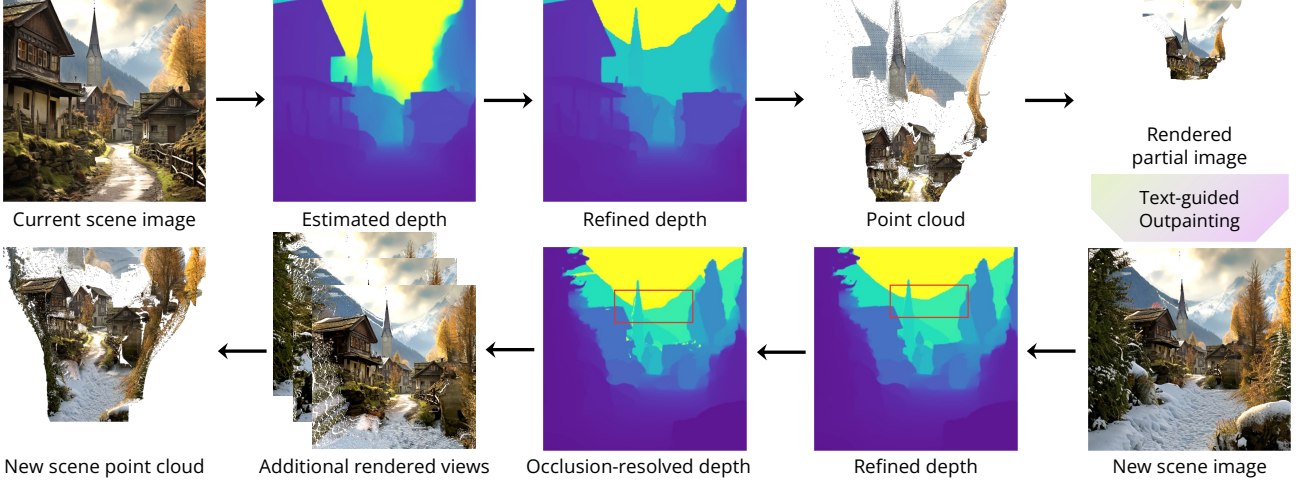 Current scene image
Estimated depth
Refined depth
Point cloud
Rendered
partial image
Text-guided
Outpainting
New scene point cloud
Additional rendered views
Occlusion-resolved depth
Refined depth
New scene image